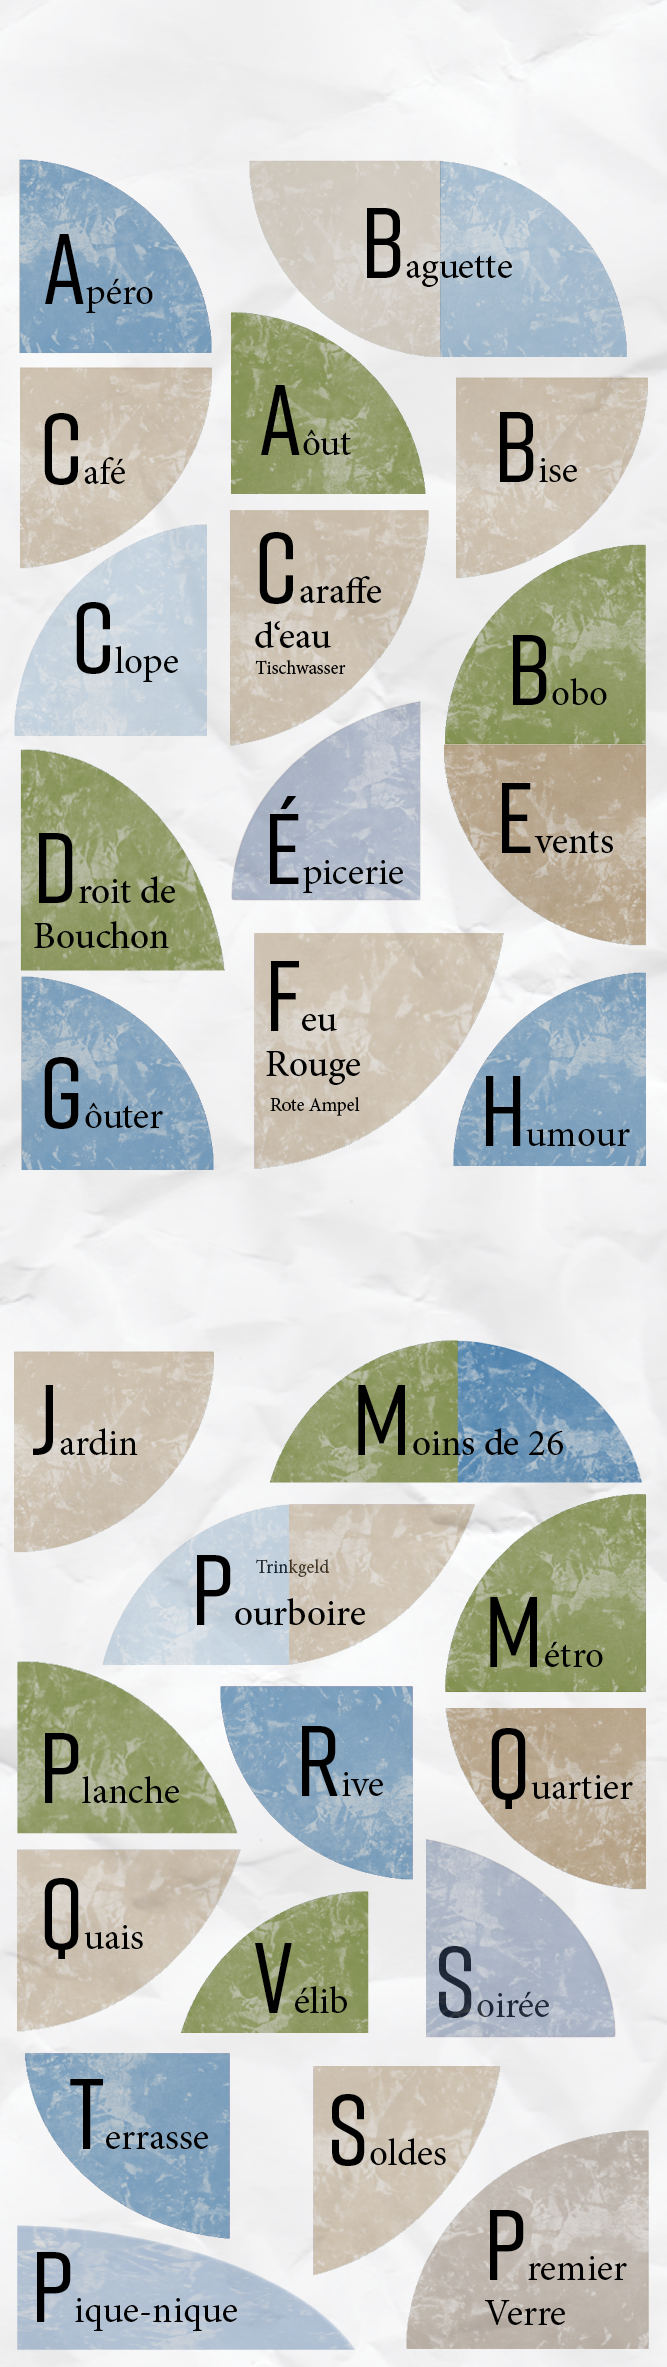 Apéro
Baguette
Café
Aôut
Bise
Clope
Caraffe
d‘eau
Tischwasser
Bobo
Droit de
Bouchon
Épicerie
Events
Gôuter
Feu
Rouge
Rote Ampel
Humour
Jardin
Moins de 26
Trinkgeld
Pourboire
Métro
Planche
Rive
Quartier
Quais
Vélib
Soirée
Terrasse
Soldes
Pique-nique
Premier
Verre